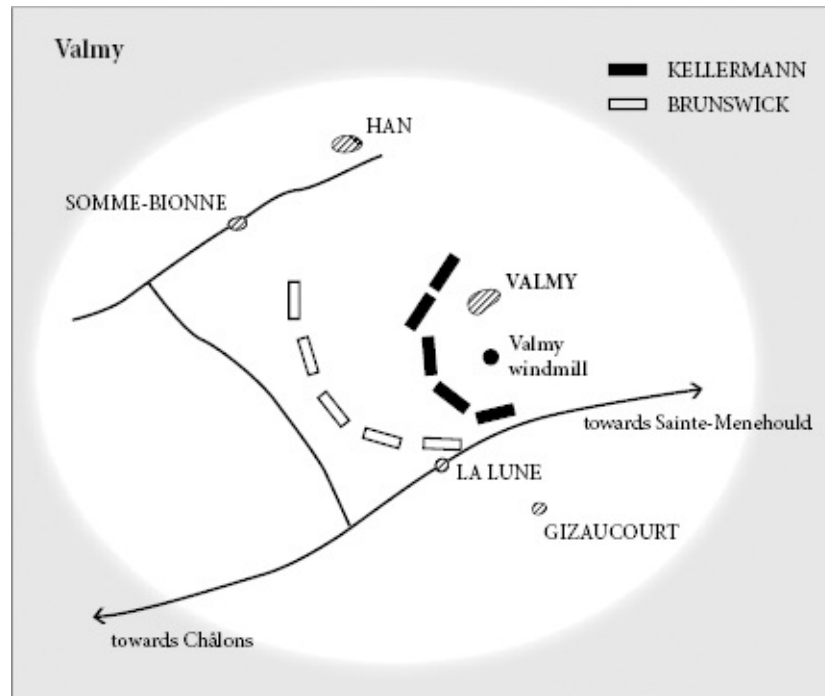 Valmy
KELLERMANN
BRUNSWICK
HAN
SOMME-BIONNE
VALMY
Valmy
windmill
towards Sainte-Menehould
LA LUNE
GIZAUCOURT
towards Châlons